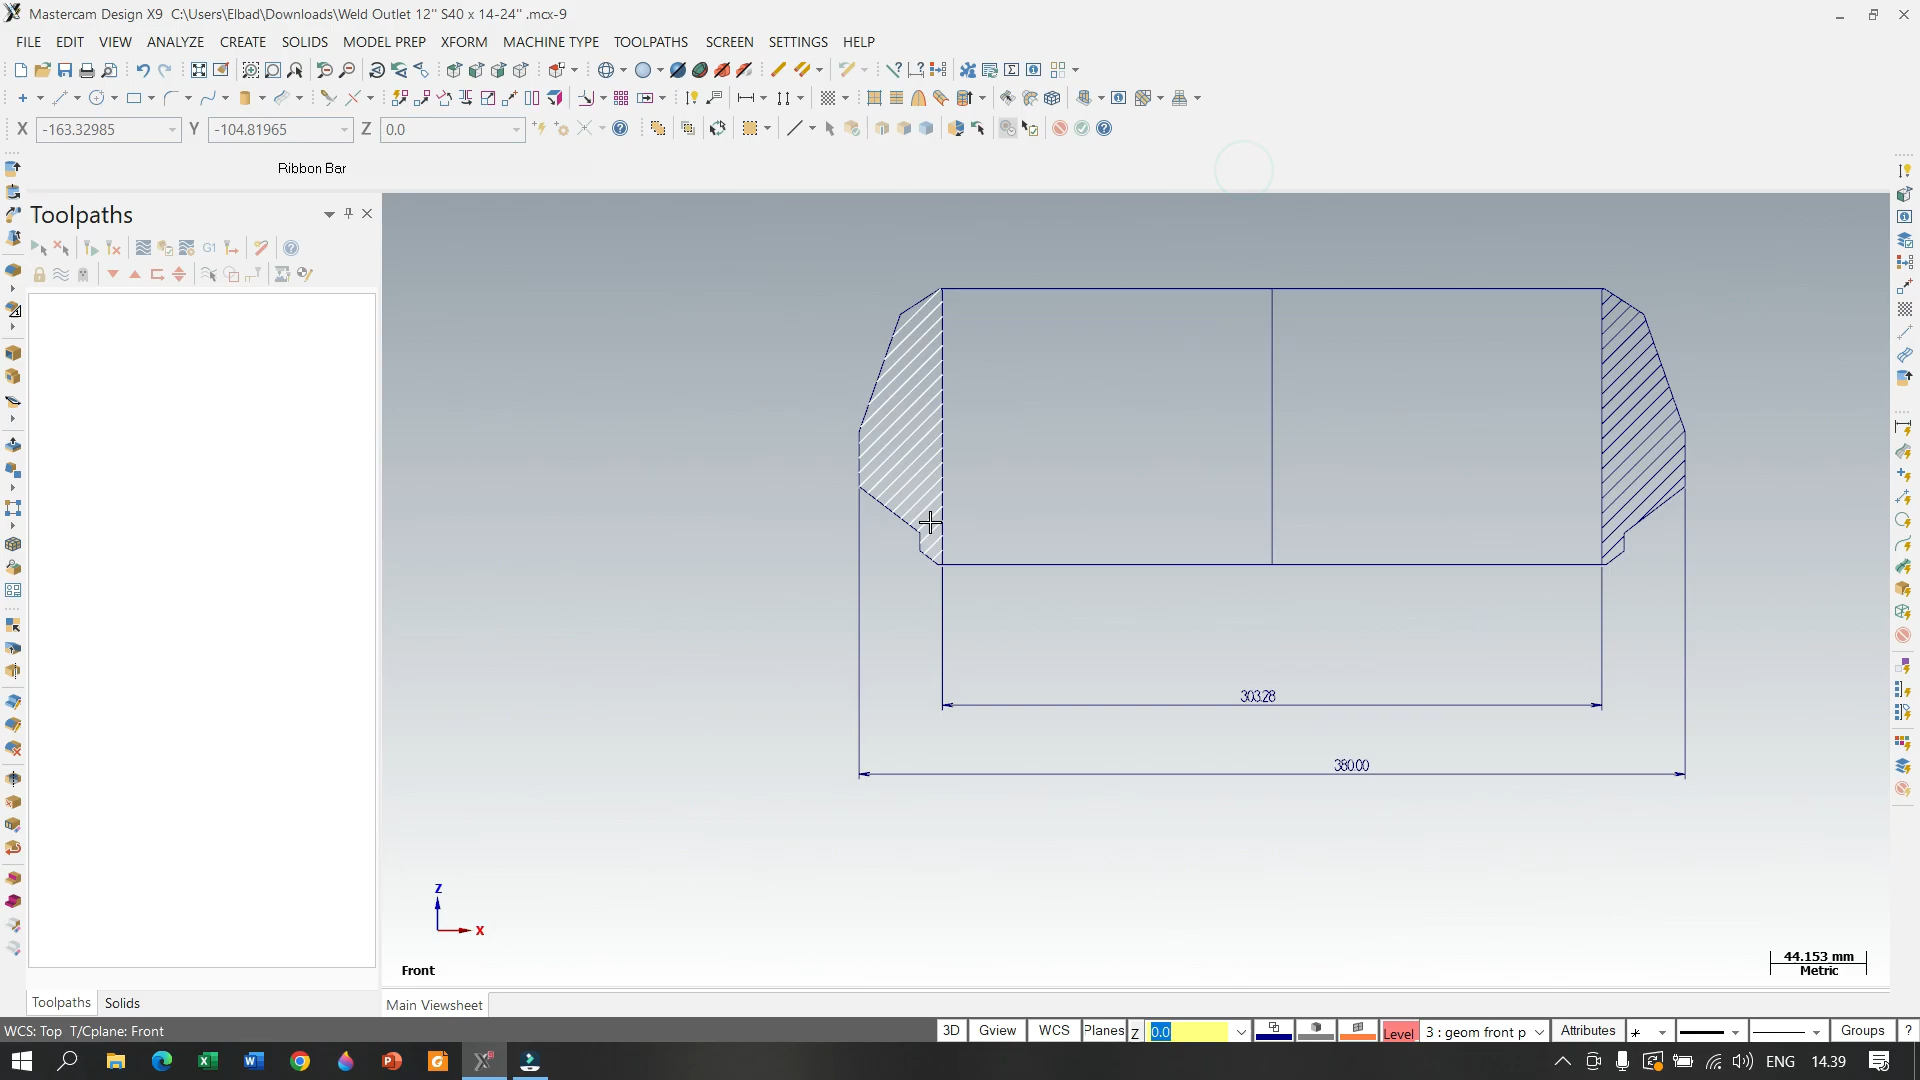 Mastercam Design X9  C:\Users\Elbad\Downloads\Weld Outlet 12" S40 x 14-24" .mcx-9
FILE EDIT VIEW ANALYZE CREATE SOLIDS MODEL PREP XFORM MACHINE TYPE TOOLPATHS SCREEN SETTINGS HELP
X -163.32985 Y -104.81965 Z 0.0
Ribbon Bar
Toolpaths
G1
303.28
380.00
Z
X
44.153 mm
Metric
Front
Toolpaths Solids
Main Viewsheet
WCS: Top  T/Cplane: Front
3D Gview WCS Planes Z 0.0 Level 3 : geom front p Attributes Groups ?
ENG 14.39